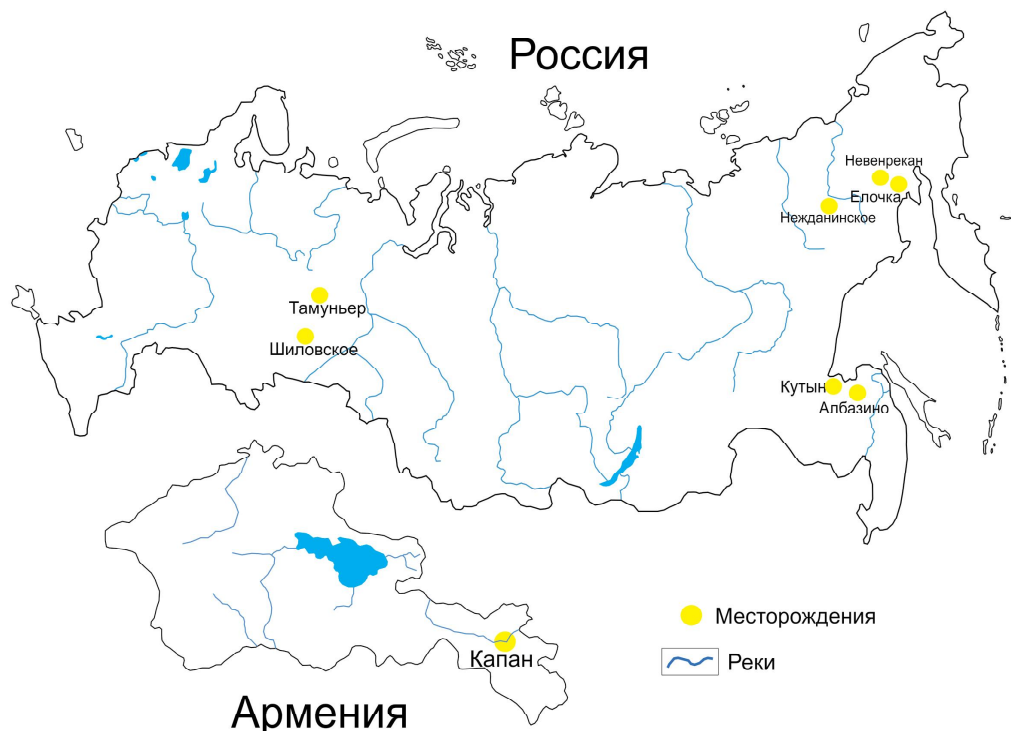 Россия
Невенрекан
Елочка
Нежданинское
Тамуньер
Шиловское
Кутын
Албазино
Капан
Месторождения
Реки
Армения